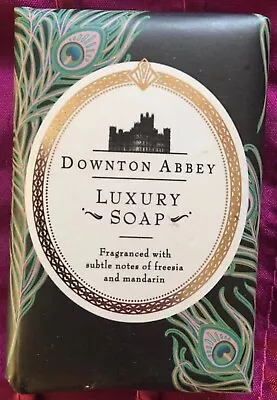 DOWNTON ABBEY
LUXURY
SOAP
Fragranced with
subtle notes of freesia
and mandarin